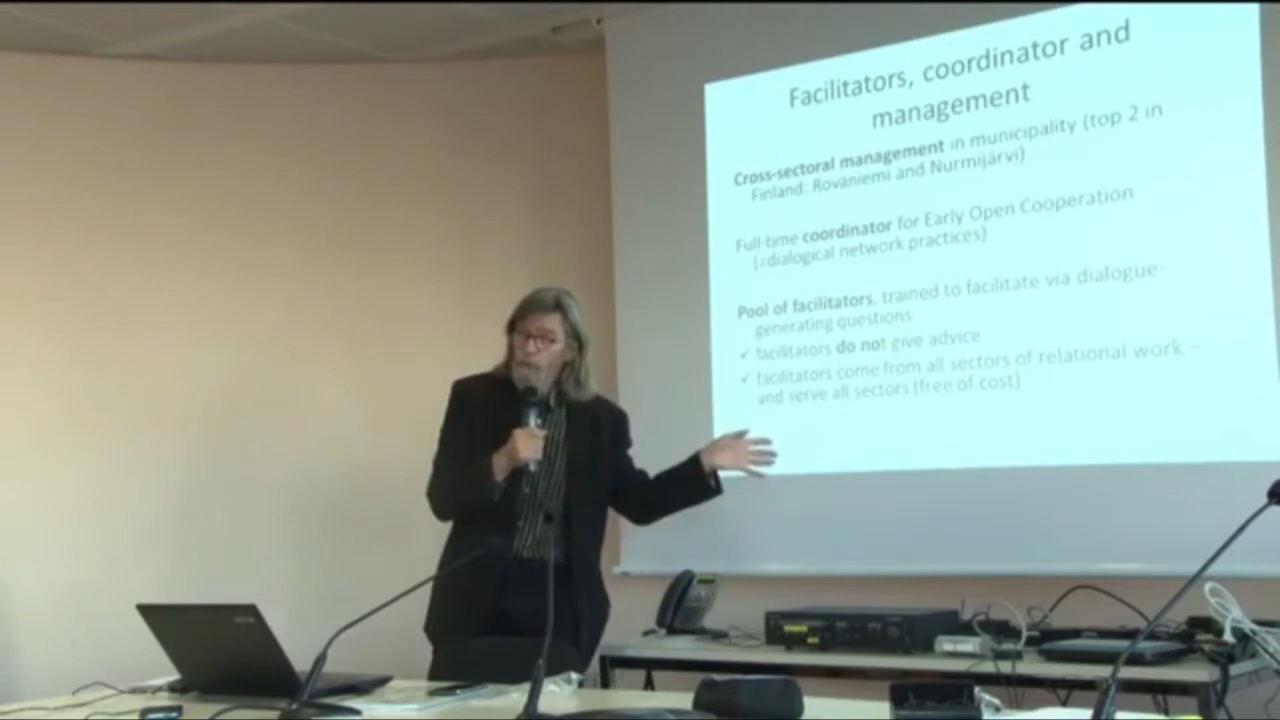 Facilitators, coordinator and
management
Cross-sectoral management in municipality (top 2 in
Finland: Rovaniemi and Nurmijärvi)
Full-time coordinator for Early Open Cooperation
(=dialogical network practices)
Pool of facilitators, trained to facilitate via dialogue-
generating questions
✓ facilitators do not give advice
✓ facilitators come from all sectors of relational work –
and serve all sectors (free of cost)